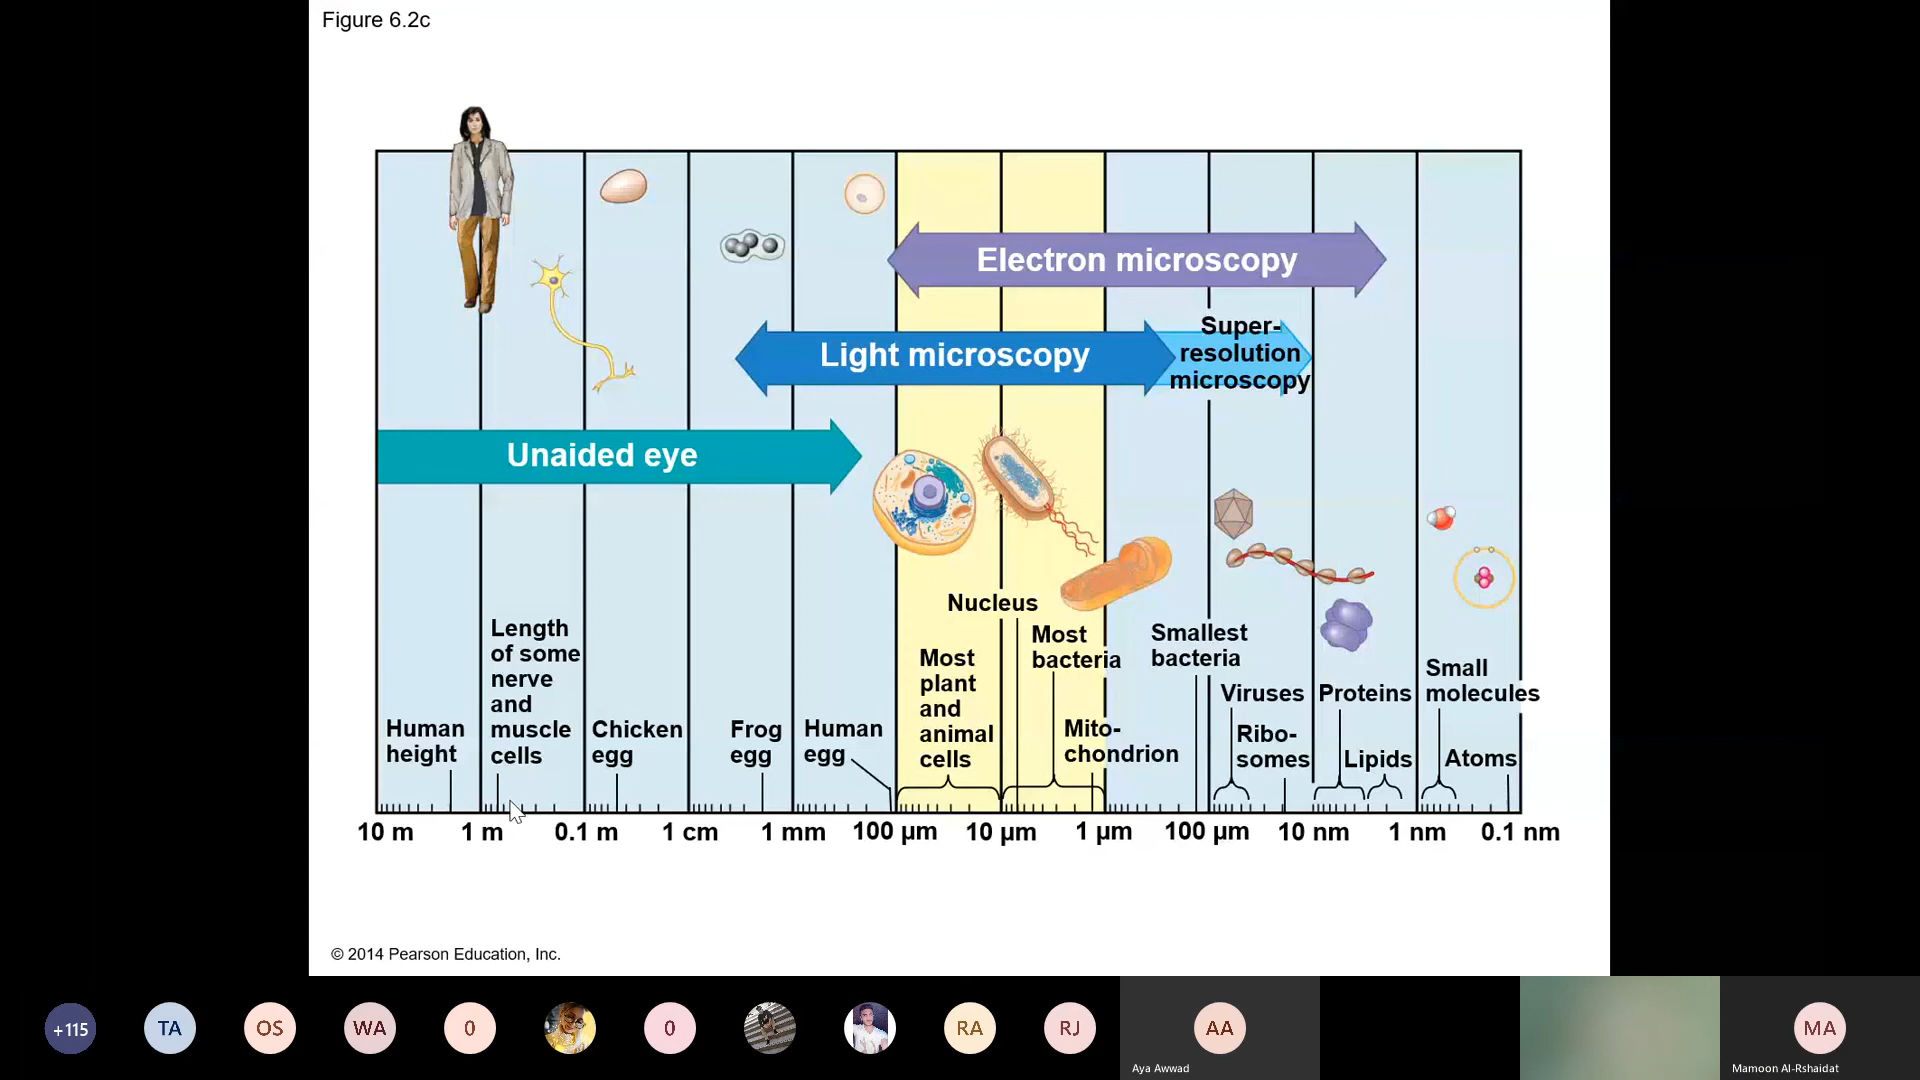 Figure 6.2c
Electron microscopy
Super-
resolution
microscopy
Light microscopy
Unaided eye
Human
height
Length
of some
nerve
and
muscle
cells
Chicken
egg
Frog
egg
Human
egg
Most
plant
and
animal
cells
Nucleus
Most
bacteria
Mito-
chondrion
Smallest
bacteria
Viruses
Ribo-
somes
Proteins
Lipids
Small
molecules
Atoms
10 m 1 m 0.1 m 1 cm 1 mm 100 µm 10 µm 1 µm 100 µm 10 nm 1 nm 0.1 nm
© 2014 Pearson Education, Inc.
+115 TA OS WA 0 0 RA RJ AA MA
Aya Awwad Mamoon Al-Rshaidat